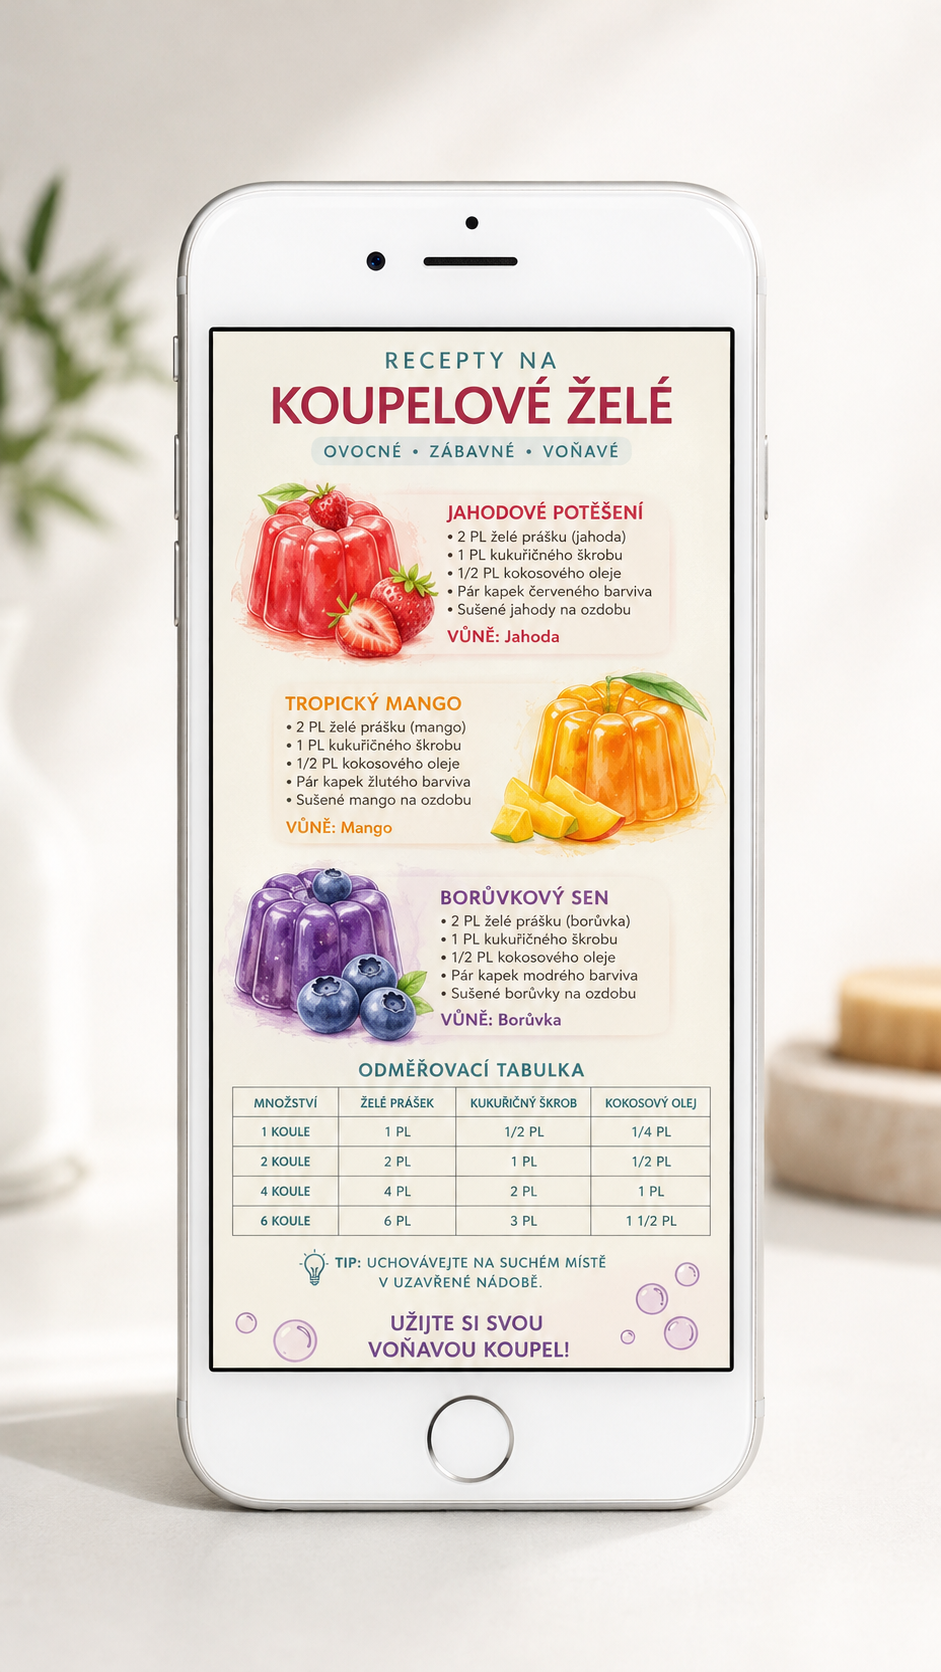 RECEPTY NA
KOUPELOVÉ ŽELÉ
OVOCNÉ • ZÁBAVNÉ • VOŇAVÉ
JAHODOVÉ POTĚŠENÍ
• 2 PL želé prášku (jahoda)
• 1 PL kukuřičného škrobu
• 1/2 PL kokosového oleje
• Pár kapek červeného barviva
• Sušené jahody na ozdobu
VŮNĚ: Jahoda
TROPICKÝ MANGO
• 2 PL želé prášku (mango)
• 1 PL kukuřičného škrobu
• 1/2 PL kokosového oleje
• Pár kapek žlutého barviva
• Sušené mango na ozdobu
VŮNĚ: Mango
BORŮVKOVÝ SEN
• 2 PL želé prášku (borůvka)
• 1 PL kukuřičného škrobu
• 1/2 PL kokosového oleje
• Pár kapek modrého barviva
• Sušené borůvky na ozdobu
VŮNĚ: Borůvka
ODMĚŘOVACÍ TABULKA
MNOŽSTVÍ ŽELÉ PRÁŠEK KUKUŘIČNÝ ŠKROB KOKOSOVÝ OLEJ
1 KOULE 1 PL 1/2 PL 1/4 PL
2 KOULE 2 PL 1 PL 1/2 PL
4 KOULE 4 PL 2 PL 1 PL
6 KOULE 6 PL 3 PL 1 1/2 PL
TIP: UCHOVÁVEJTE NA SUCHÉM MÍSTĚ
V UZAVŘENÉ NÁDOBĚ.
UŽIJTE SI SVOU
VOŇAVOU KOUPEL!